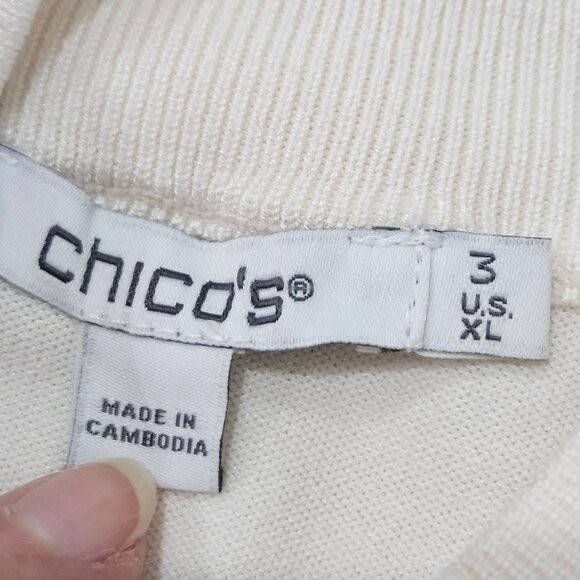 chico's®
3
U.S.
XL
MADE IN
CAMBODIA